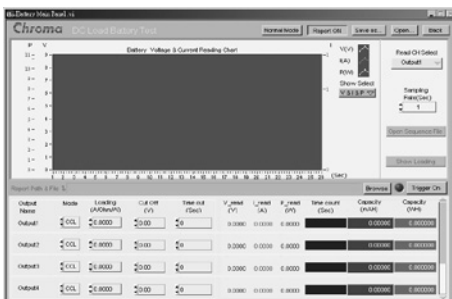 Battery Main Panel.vi
Chroma DC Load Battery Test
Normal Mode Report ON Save as... Open... Back
P V Battery Voltage & Current Reading Chart I
V(V)
I(A)
P(W)
Show Select
V & I & P
Read CH Select
Output1
Sampling
Rate(Sec)
1
Open Sequence File
Show Loading
(Sec)
Report Path & File Browse Trigger On
Output Name Mode Loading (A/Ohm/W) Cut Off (V) Time out (Sec) V_read (V) I_read (A) P_read (W) Time count (Sec) Capacity (mAH) Capacity (WH)
Output1 CCL 0.0000 0.00 0 0.0000 0.0000 0.0000 0.00000 0.000000
Output2 CCL 0.0000 0.00 0 0.0000 0.0000 0.0000 0.00000 0.000000
Output3 CCL 0.0000 0.00 0 0.0000 0.0000 0.0000 0.00000 0.000000
Output4 CCL 0.0000 0.00 0 0.0000 0.0000 0.0000 0.00000 0.000000